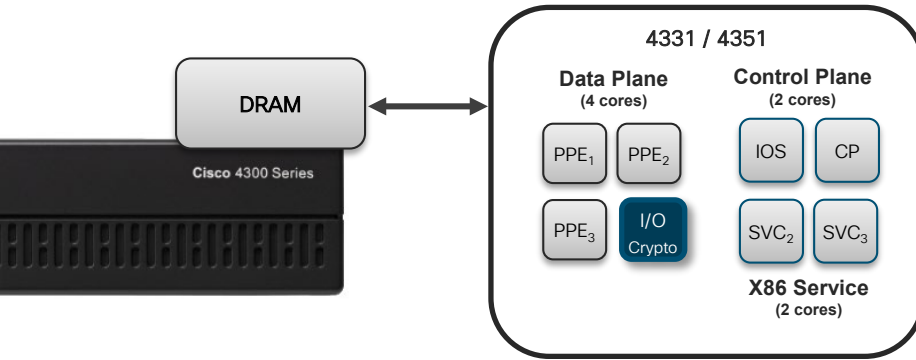 4331 / 4351
Data Plane
(4 cores)
Control Plane
(2 cores)
DRAM
PPE1
PPE2
IOS
CP
Cisco 4300 Series
PPE3
I/O
Crypto
SVC2
SVC3
X86 Service
(2 cores)